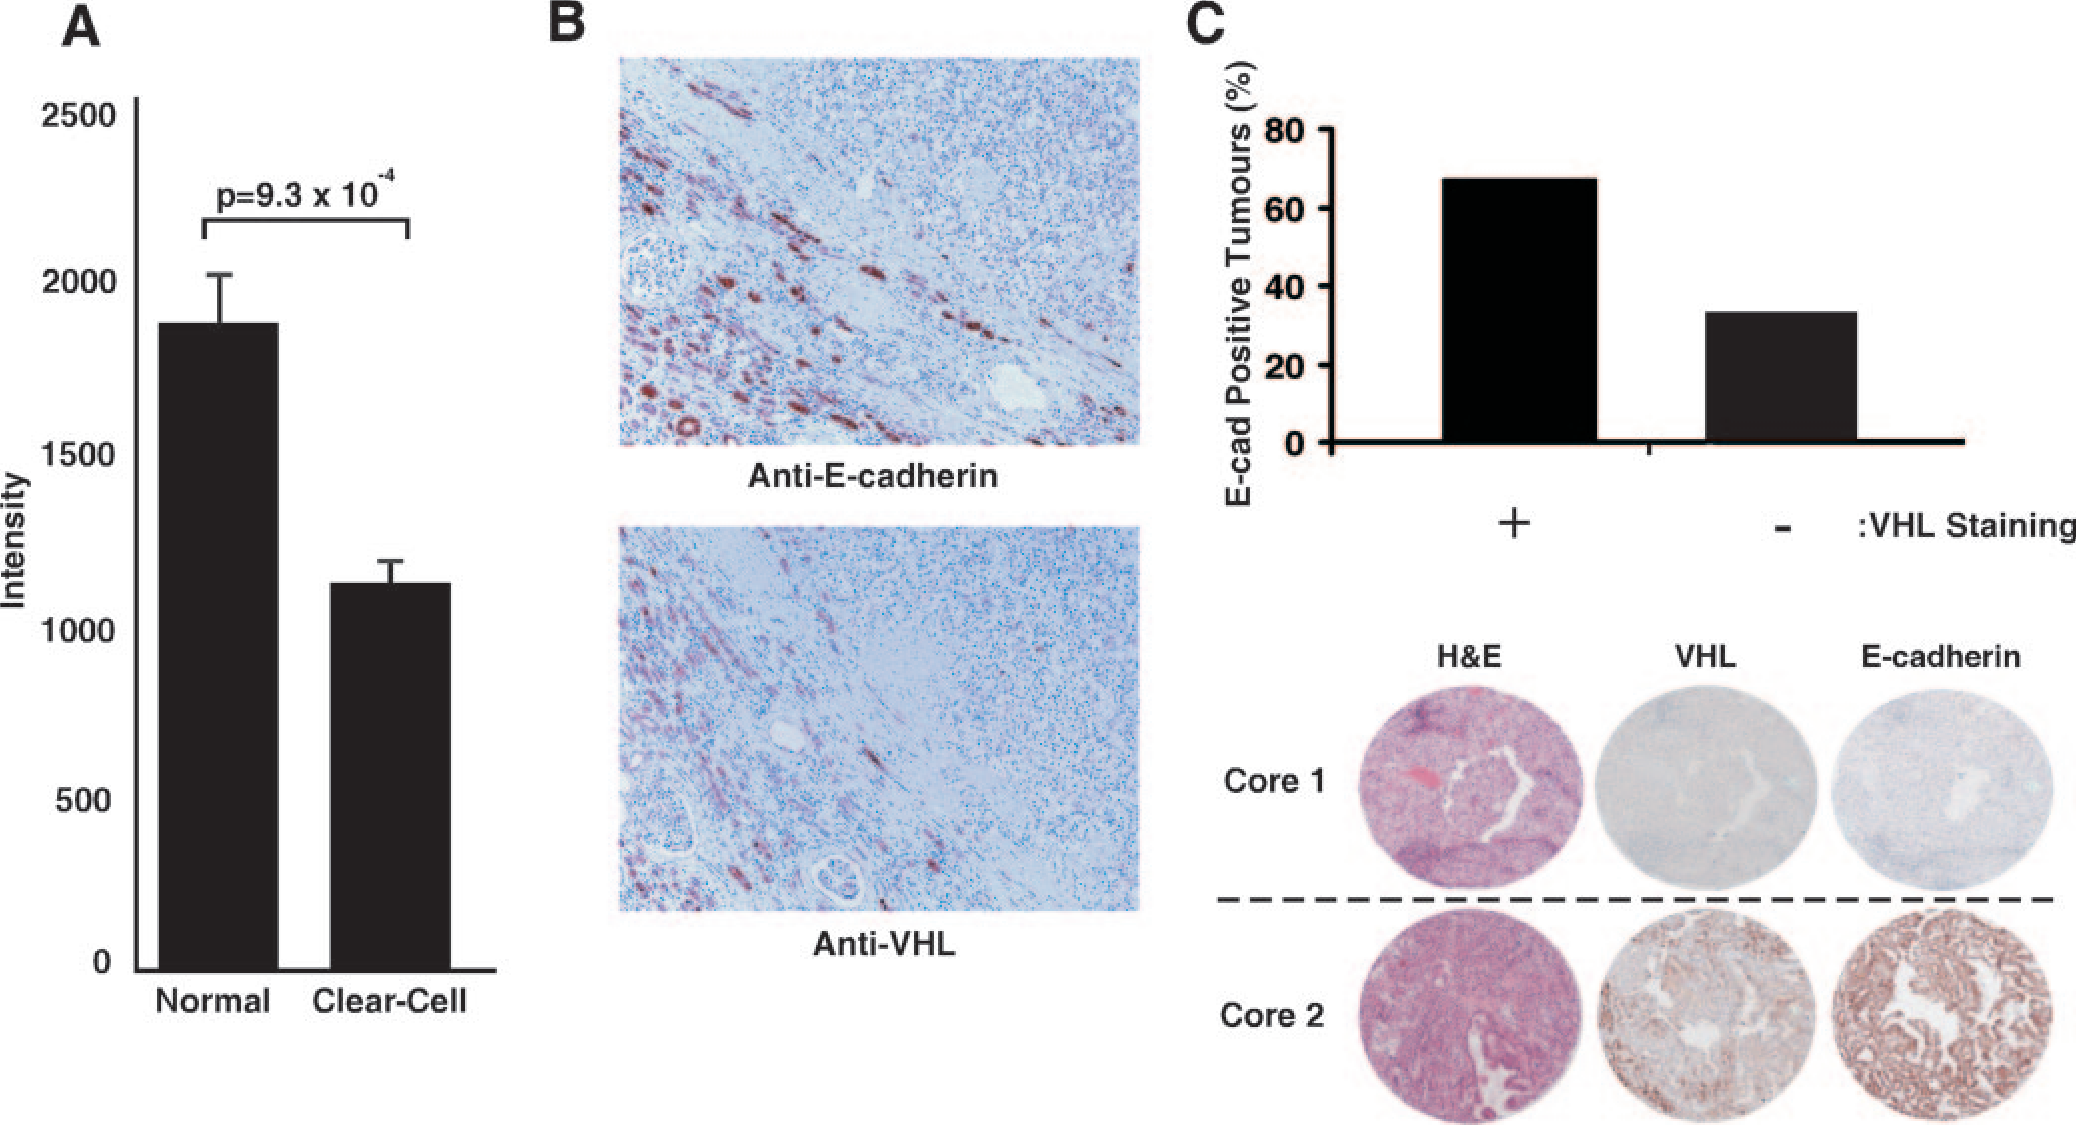 A
2500
2000
1500
1000
500
0
Intensity
p=9.3 x 10-4
Normal
Clear-Cell
B
Anti-E-cadherin
Anti-VHL
C
E-cad Positive Tumours (%)
80
60
40
20
0
+
-
:VHL Staining
H&E
VHL
E-cadherin
Core 1
Core 2